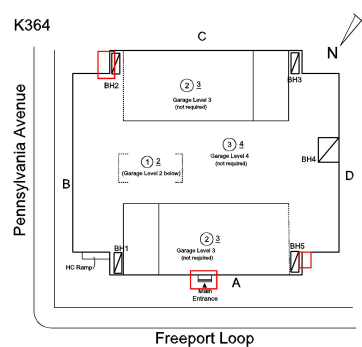 K364
C
N
BH2
BH3
2 3
Garage Level 3
(not required)
3 4
Garage Level 4
(not required)
1 2
(Garage Level 2 below)
BH4
Pennsylvania Avenue
B
D
2 3
Garage Level 3
(not required)
BH1
BH5
HC Ramp
A
Main
Entrance
Freeport Loop